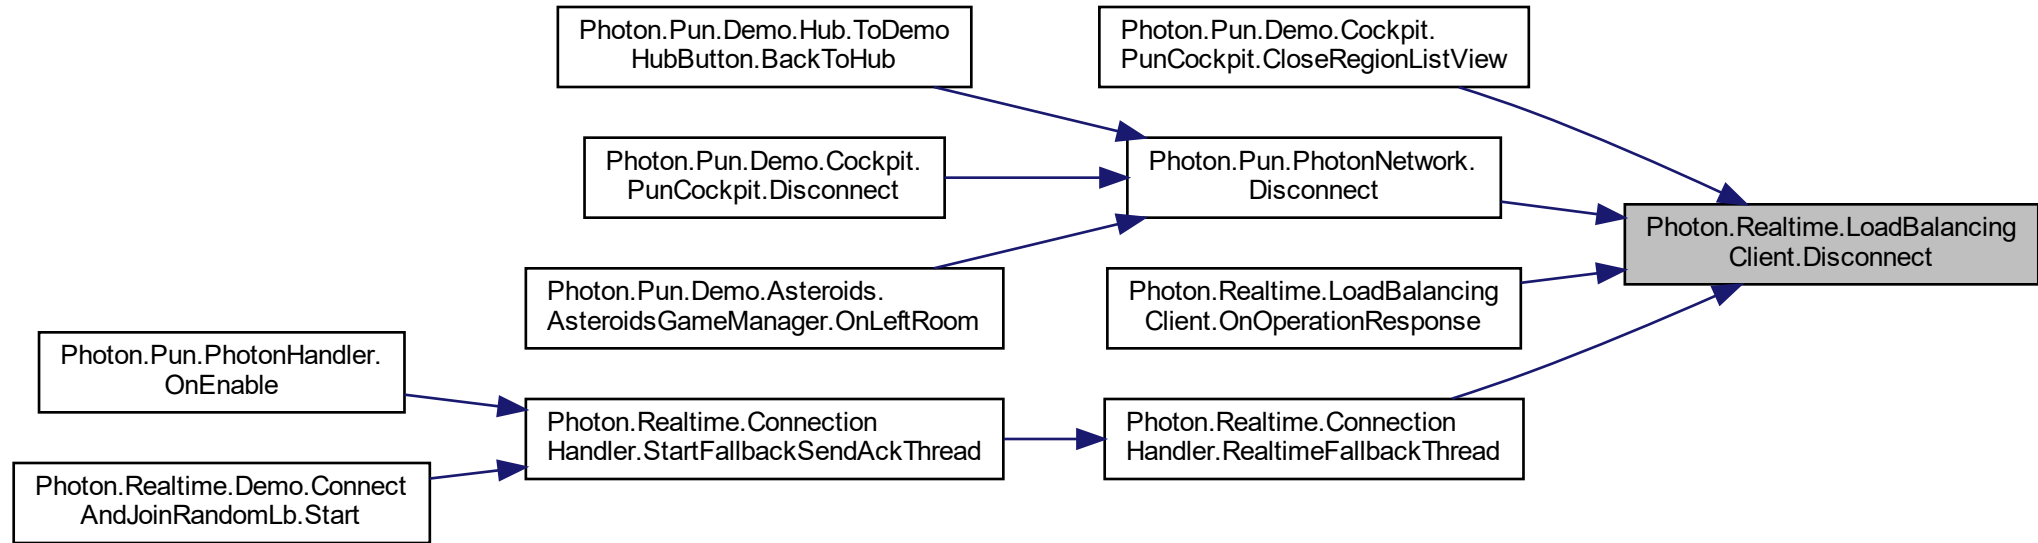 Photon.Pun.Demo.Hub.ToDemo
HubButton.BackToHub
Photon.Pun.Demo.Cockpit.
PunCockpit.CloseRegionListView
Photon.Pun.Demo.Cockpit.
PunCockpit.Disconnect
Photon.Pun.PhotonNetwork.
Disconnect
Photon.Realtime.LoadBalancing
Client.Disconnect
Photon.Pun.Demo.Asteroids.
AsteroidsGameManager.OnLeftRoom
Photon.Realtime.LoadBalancing
Client.OnOperationResponse
Photon.Pun.PhotonHandler.
OnEnable
Photon.Realtime.Connection
Handler.StartFallbackSendAckThread
Photon.Realtime.Connection
Handler.RealtimeFallbackThread
Photon.Realtime.Demo.Connect
AndJoinRandomLb.Start